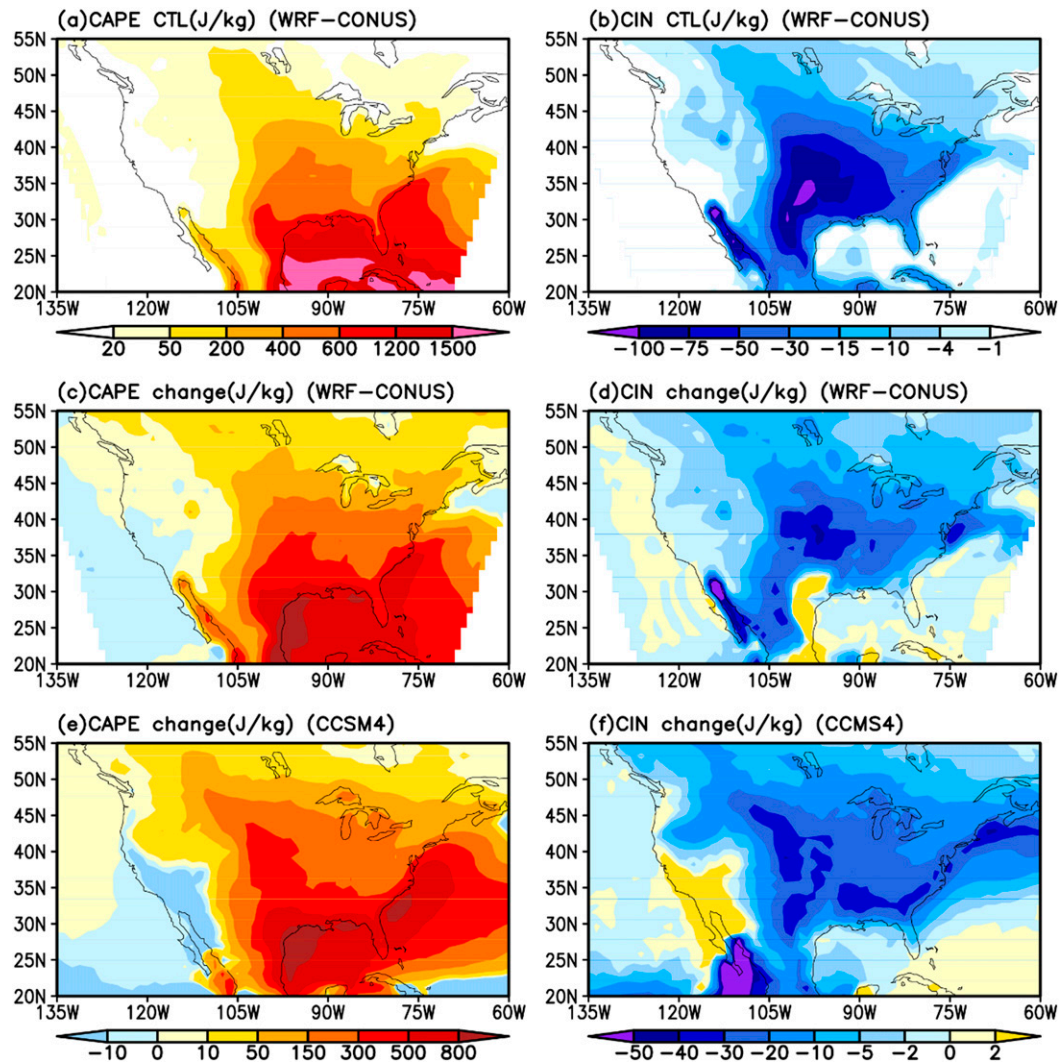 (a)CAPE CTL(J/kg) (WRF-CONUS)
(b)CIN CTL(J/kg) (WRF-CONUS)
55N
50N
45N
40N
35N
30N
25N
20N
135W 120W 105W 90W 75W 60W
20 50 200 400 600 1200 1500
55N
50N
45N
40N
35N
30N
25N
20N
135W 120W 105W 90W 75W 60W
-100 -75 -50 -30 -15 -10 -4 -1
(c)CAPE change(J/kg) (WRF-CONUS)
(d)CIN change(J/kg) (WRF-CONUS)
55N
50N
45N
40N
35N
30N
25N
20N
135W 120W 105W 90W 75W 60W
55N
50N
45N
40N
35N
30N
25N
20N
135W 120W 105W 90W 75W 60W
(e)CAPE change(J/kg) (CCSM4)
(f)CIN change(J/kg) (CCMS4)
55N
50N
45N
40N
35N
30N
25N
20N
135W 120W 105W 90W 75W 60W
-10 0 10 50 150 300 500 800
55N
50N
45N
40N
35N
30N
25N
20N
135W 120W 105W 90W 75W 60W
-50 -40 -30 -20 -10 -5 -2 0 2